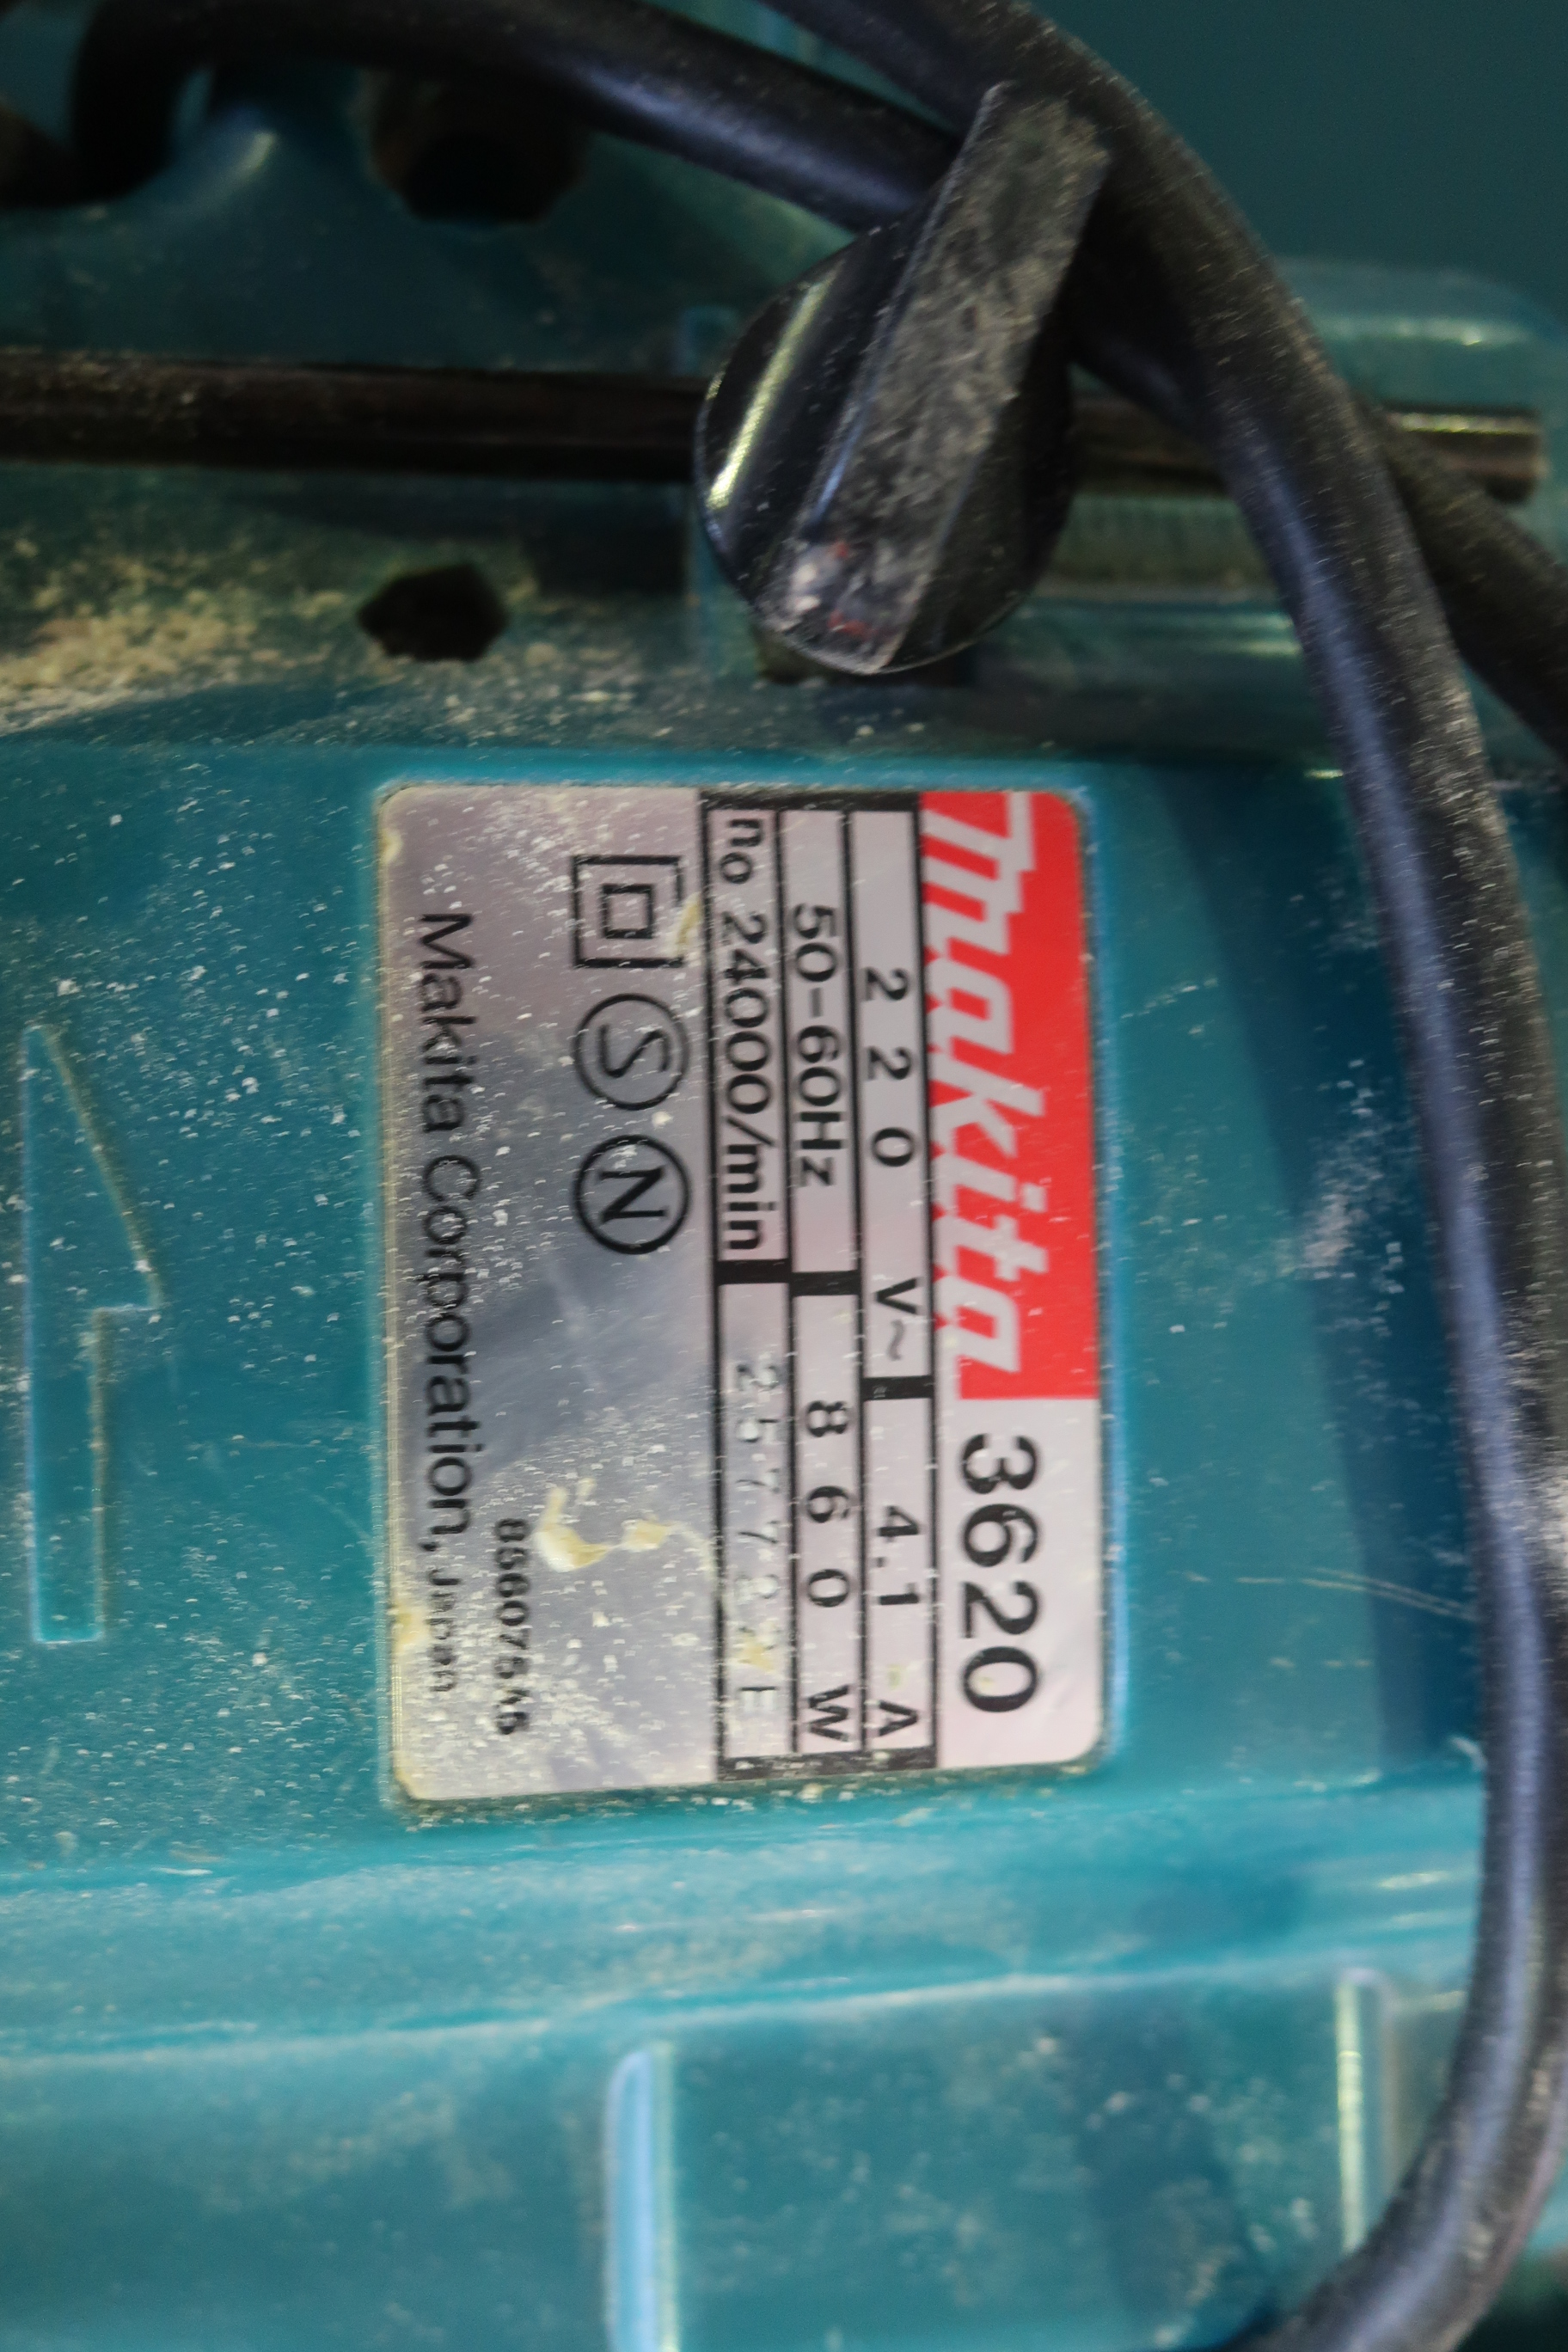 makita 3620
220 V~ 4.1 A
50-60Hz 860 W
no 24000/min
S N
Makita Corporation, Japan